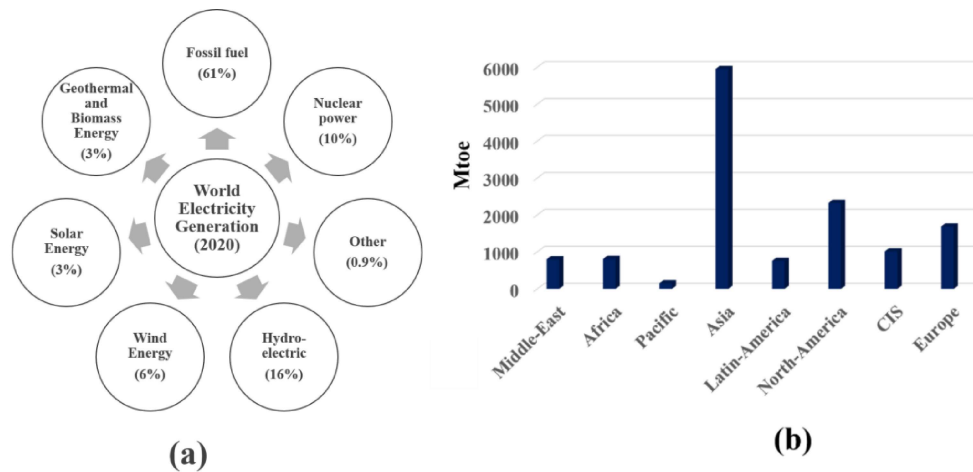 Fossil fuel
(61%)
Geothermal
and
Biomass
Energy
(3%)
Nuclear
power
(10%)
World
Electricity
Generation
(2020)
Solar
Energy
(3%)
Other
(0.9%)
Wind
Energy
(6%)
Hydro-
electric
(16%)
(a)
Mtoe
6000
5000
4000
3000
2000
1000
0
Middle-East
Africa
Pacific
Asia
Latin-America
North-America
CIS
Europe
(b)